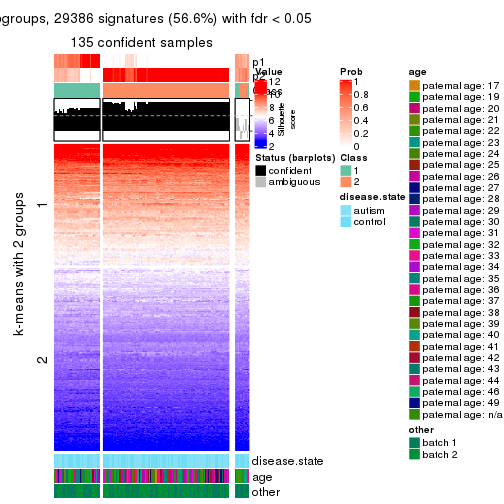 ogroups, 29386 signatures (56.6%) with fdr < 0.05
135 confident samples
p1
p2
Class
Silhouette
score
k-means with 2 groups
1
2
disease.state
age
other
Value
12
10
8
6
4
2
Status (barplots)
confident
ambiguous
Prob
1
0.8
0.6
0.4
0.2
0
Class
1
2
disease.state
autism
control
age
paternal age: 17
paternal age: 19
paternal age: 20
paternal age: 21
paternal age: 22
paternal age: 23
paternal age: 24
paternal age: 25
paternal age: 26
paternal age: 27
paternal age: 28
paternal age: 29
paternal age: 30
paternal age: 31
paternal age: 32
paternal age: 33
paternal age: 34
paternal age: 35
paternal age: 36
paternal age: 37
paternal age: 38
paternal age: 39
paternal age: 40
paternal age: 41
paternal age: 42
paternal age: 43
paternal age: 44
paternal age: 46
paternal age: 49
paternal age: n/a
other
batch 1
batch 2